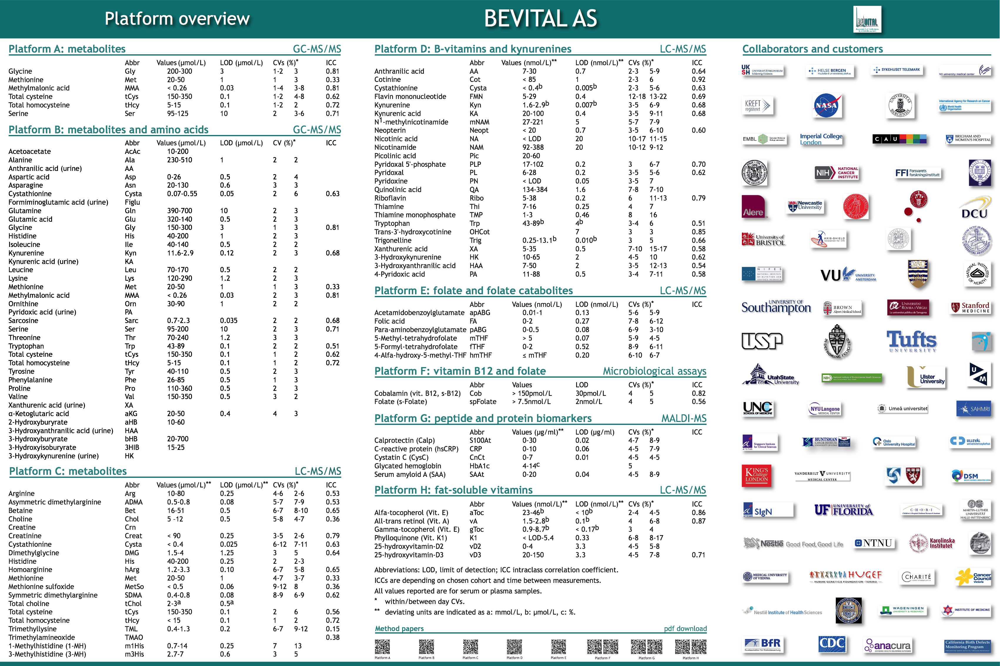 Platform overview
BEVITAL AS
BEVITAL
Platform A: metabolites GC-MS/MS
Abbr Values (µmol/L) LOD (µmol/L) CVs (%)* ICC
Glycine Gly 200-300 3 1-2 3 0.81
Methionine Met 20-50 1 1 3 0.33
Methylmalonic acid MMA < 0.26 0.03 1-4 3-8 0.81
Total cysteine tCys 150-350 0.1 1-2 4-8 0.62
Total homocysteine tHcy 5-15 0.1 1-2 2 0.72
Serine Ser 95-125 10 2 3-6 0.71
Platform B: metabolites and amino acids GC-MS/MS
Abbr Values (µmol/L) LOD (µmol/L) CV (%)* ICC
Acetoacetate AcAc 10-200
Alanine Ala 230-510 1 2 2
Anthranilic acid (urine) AA
Aspartic acid Asp 0-26 0.5 2 4
Asparagine Asn 20-130 0.6 3 3
Cystathionine Cysta 0.07-0.55 0.05 2 6 0.63
Formiminoglutamic acid (urine) Figlu
Glutamine Gln 390-700 10 2 3
Glutamic acid Glu 320-140 0.5 2 3
Glycine Gly 150-300 3 1 3 0.81
Histidine His 40-200 1 2 3
Isoleucine Ile 40-140 0.5 2 2
Kynurenine Kyn 11.6-2.9 0.12 2 3 0.68
Kynurenic acid (urine) KA
Leucine Leu 70-170 0.5 2 2
Lysine Lys 120-290 1.2 2 3
Methionine Met 20-50 1 1 3 0.33
Methylmalonic acid MMA < 0.26 0.03 2 3 0.81
Ornithine Orn 30-90 1 2 2
Pyridoxic acid (urine) PA
Sarcosine Sarc 0.7-2.3 0.035 2 2 0.68
Serine Ser 95-200 10 2 3 0.71
Threonine Thr 70-240 1.2 3 3
Tryptophan Trp 43-89 0.1 2 2 0.51
Total cysteine tCys 150-350 0.1 1 2 0.62
Total homocysteine tHcy 5-15 0.1 1 2 0.72
Tyrosine Tyr 40-110 0.5 2 3
Phenylalanine Phe 26-85 0.5 1 3
Proline Pro 110-360 0.5 2 3
Valine Val 150-350 0.5 3 2
Xanthurenic acid (urine) XA
α-Ketoglutaric acid aKG 20-50 0.4 4 3
2-Hydroxyburyrate aHB 10-60
3-Hydroxyanthranilic acid (urine) HAA
3-Hydroxyburyrate bHB 20-700
3-Hydroxyisoburyrate 3HIB 15-25
3-Hydroxykynurenine (urine) HK
Platform C: metabolites LC-MS/MS
Abbr Values (µmol/L)** LOD (µmol/L)** CVs (%)* ICC
Arginine Arg 10-80 0.25 4-6 2-6 0.53
Asymmetric dimethylarginine ADMA 0.5-0.8 0.08 5-7 7-9 0.53
Betaine Bet 16-51 0.5 6-7 8-10 0.65
Choline Chol 5 -12 0.5 5-8 4-7 0.36
Creatine Crn
Creatinine Creat < 90 0.25 3-5 2-6 0.79
Cystathionine Cysta < 0.4 0.025 6-12 7-11 0.63
Dimethylglycine DMG 1.5-4 1.25 3 5 0.64
Histidine His 40-200 0.25 2 2-3
Homoarginine hArg 1.2-3.3 0.10 6-7 5-8 0.65
Methionine Met 20-50 1 4-7 3-7 0.33
Methionine sulfoxide MetSo < 0.5 0.06 9-12 8 0.36
Symmetric dimethylarginine SDMA 0.4-0.8 0.08 8-9 6-9 0.62
Total choline tChol 2-3a 0.5a
Total cysteine tCys 150-350 0.1 2 6 0.56
Total homocysteine tHcy < 15 0.1 1 2 0.72
Trimethyllysine TML 0.4-1.3 0.2 6-7 9-12 0.15
Trimethylamineoxide TMAO 0.38
1-Methylhistidine (1-MH) m1His 0.7-14 0.25 7 13
3-Methylhistidine (3-MH) m3His 2.7-7 0.6 3 5
Platform D: B-vitamins and kynurenines LC-MS/MS
Abbr Values (nmol/L)** LOD (nmol/L)** CVs (%)* ICC
Anthranilic acid AA 7-30 0.7 2-3 5-9 0.64
Cotinine Cot < 85 1 2-3 6 0.92
Cystathionine Cysta < 0.4b 0.005b 2-3 5-6 0.63
Flavin mononucleotide FMN 5-29 0.4 12-18 13-22 0.69
Kynurenine Kyn 1.6-2.9b 0.007b 3-5 6-9 0.68
Kynurenic acid KA 20-100 0.4 3-5 9-11 0.68
N1-methylnicotinamide mNAM 27-221 5 5-7 7-9
Neopterin Neopt < 20 0.7 3-5 6-10 0.60
Nicotinic acid NA < LOD 20 10-17 11-15
Nicotinamide NAM 92-388 20 10-12 9-12
Picolinic acid Pic 20-60
Pyridoxal 5'-phosphate PLP 17-102 0.2 3 6-7 0.70
Pyridoxal PL 6-28 0.2 3-5 5-6 0.62
Pyridoxine PN < LOD 0.05 3-5 7
Quinolinic acid QA 134-384 1.6 7-8 7-10
Riboflavin Ribo 5-38 0.2 6 11-13 0.79
Thiamine Thi 7-16 0.25 4 7
Thiamine monophosphate TMP 1-3 0.46 8 16
Tryptophan Trp 43-89b 4b 3-4 6 0.51
Trans-3'-hydroxycotinine OHCot 7 3 3 0.85
Trigonelline Trig 0.25-13.1b 0.010b 3 5 0.66
Xanthurenic acid XA 5-35 0.5 7-10 15-17 0.58
3-Hydroxykynurenine HK 10-65 2 4-5 10 0.62
3-Hydroxyanthranilic acid HAA 7-50 2 3-5 12-13 0.54
4-Pyridoxic acid PA 11-88 0.5 3-4 7-11 0.58
Platform E: folate and folate catabolites LC-MS/MS
Abbr Values (nmol/L) LOD (nmol/L) CVs (%)* ICC
Acetamidobenzoylglutamate apABG 0.01-1 0.13 5-6 5-9
Folic acid FA 0-2 0.27 7-8 6-12
Para-aminobenzoylglutamate pABG 0-0.5 0.08 6-9 3-10
5-Methyl-tetrahydrofolate mTHF > 5 0.07 5-9 4-5
5-Formyl-tetrahydrofolate fTHF 0-2 0.52 8-9 6-11
4-Alfa-hydroxy-5-methyl-THF hmTHF ≤ mTHF 0.20 6-10 6-7
Platform F: vitamin B12 and folate Microbiological assays
Abbr Values LOD CVs (%)* ICC
Cobalamin (vit. B12, s-B12) Cob > 150pmol/L 30pmol/L 4 5 0.82
Folate (s-Folate) spFolate > 7.5nmol/L 2nmol/L 4 5 0.56
Platform G: peptide and protein biomarkers MALDI-MS
Abbr Values (µg/ml)** LOD (µg/ml) CVs (%)* ICC
Calprotectin (Calp) S100At 0-30 0.02 4-7 8-9
C-reactive protein (hsCRP) CRP 0-10 0.06 4-5 7-9
Cystatin C (CysC) CnCt 0-7 0.01 4-5 4-5
Glycated hemoglobin HbA1c 4-14c 5
Serum amyloid A (SAA) SAAt 0-20 0.04 4-5 8-9
Platform H: fat-soluble vitamins LC-MS/MS
Abbr Values (nmol/L)** LOD (nmol/L)** CVs (%)* ICC
Alfa-tocopherol (Vit. E) aToc 23-46b < 10b 2-4 4-5 0.86
All-trans retinol (Vit. A) vA 1.5-2.8b 0.1b 4 6-8 0.87
Gamma-tocopherol (Vit. E) gToc 0.9-8.7b < 0.17b 3 4
Phylloquinone (Vit. K1) K1 < LOD-5.4 0.33 6-8 8-17
25-hydroxyvitamin-D2 vD2 0-4 3.3 4-5 5-8
25-hydroxyvitamin-D3 vD3 20-150 3.3 4-5 7-8 0.71
Abbreviations: LOD, limit of detection; ICC intraclass correlation coefficient.
ICCs are depending on chosen cohort and time between measurements.
All values reported are for serum or plasma samples.
* within/between day CVs.
** deviating units are indicated as a: mmol/L, b: µmol/L, c: %.
Method papers pdf download
Platform A Platform B Platform C Platform D Platform E Platform F Platform G Platform H
Collaborators and customers
UKSH UNIVERSITÄTSKLINIKUM Schleswig-Holstein
HELSE BERGEN Haukeland universitetssjukehus
SYKEHUSET TELEMARK
VU university medical center
KREFT registeret
NASA
UNIVERSITAS BERGENSIS
International Agency for Research on Cancer
World Health Organization
EMBL European Molecular Biology Laboratory
Imperial College London
CAU
BRIGHAM AND WOMEN'S HOSPITAL
NIH NATIONAL CANCER INSTITUTE
FFI Forsvarets forskningsinstitutt
Alere
Newcastle University
UNIVERSITAS OSLOENSIS MDCCCXI
DCU
University of BRISTOL
AXIS-SHIELD Innovation for Life
SOLIDUM PETIT IN PROFUNDIS UNIVERSITAS ARHUSIENSIS
NIFES NATIONAL INSTITUTE OF NUTRITION AND SEAFOOD RESEARCH
VU UNIVERSITY AMSTERDAM
NATIONAL INSTITUTES OF HEALTH
UNIVERSITY OF Southampton
BROWN Alpert Medical School
UNIVERSITAT ROVIRA I VIRGILI La universitat pública de Tarragona
Stanford MEDICINE
USP
IN DEI NOMINE FELICITER
Tufts UNIVERSITY
UtahState University
NIH National Institute of Environmental Health Sciences
Ulster University
UM
UNC SCHOOL OF MEDICINE
NYU Langone MEDICAL CENTER
Umeå universitet
SAHMRI
A*STAR Singapore Institute for Clinical Sciences
HUNTSMAN CANCER INSTITUTE UNIVERSITY OF UTAH NCI
Oslo University Hospital
ULLEVÅL universitetssykehus
KING'S College LONDON
VANDERBILT UNIVERSITY MEDICAL CENTER
DSM BRIGHT SCIENCE. BRIGHTER LIVING.
A*STAR SIgN
UF UNIVERSITY of FLORIDA
C·H·O·R·I Children's Hospital Oakland Research Institute
MARTIN-LUTHER UNIVERSITÄT HALLE-WITTENBERG
Nestlé Good Food, Good Life
NTNU
Karolinska Institutet
MEDICAL UNIVERSITY OF VIENNA
HUGEF HUMAN GENETICS FOUNDATION - TORINO
CHARITÉ
Cancer Council Victoria
Nestlé Institute of Health Sciences
UNIVERSITY OF PITTSBURGH
WAGENINGEN UNIVERSITY & RESEARCH
INSTITUTE OF MEDICINE
BfR Bundesinstitut für Risikobewertung
CDC
anacura
California Birth Defects Monitoring Program